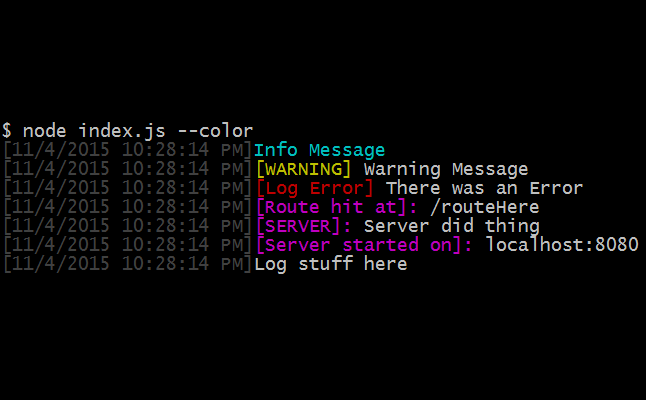 $ node index.js --color
[11/4/2015 10:28:14 PM]Info Message
[11/4/2015 10:28:14 PM][WARNING] Warning Message
[11/4/2015 10:28:14 PM][Log Error] There was an Error
[11/4/2015 10:28:14 PM][Route hit at]: /routeHere
[11/4/2015 10:28:14 PM][SERVER]: Server did thing
[11/4/2015 10:28:14 PM][Server started on]: localhost:8080
[11/4/2015 10:28:14 PM]Log stuff here